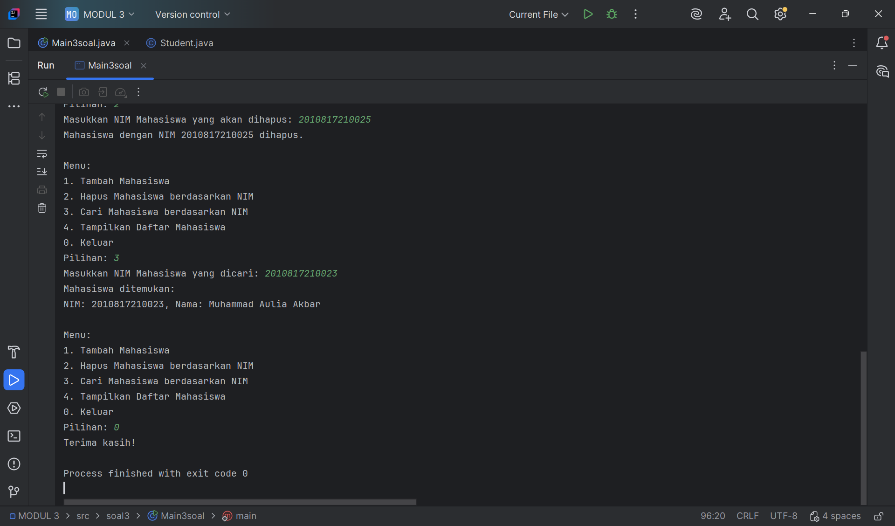 MO MODUL 3 Version control Current File
Main3soal.java Student.java
Run Main3soal
Pilihan: 2
Masukkan NIM Mahasiswa yang akan dihapus: 2010817210025
Mahasiswa dengan NIM 2010817210025 dihapus.
Menu:
1. Tambah Mahasiswa
2. Hapus Mahasiswa berdasarkan NIM
3. Cari Mahasiswa berdasarkan NIM
4. Tampilkan Daftar Mahasiswa
0. Keluar
Pilihan: 3
Masukkan NIM Mahasiswa yang dicari: 2010817210023
Mahasiswa ditemukan:
NIM: 2010817210023, Nama: Muhammad Aulia Akbar
Menu:
1. Tambah Mahasiswa
2. Hapus Mahasiswa berdasarkan NIM
3. Cari Mahasiswa berdasarkan NIM
4. Tampilkan Daftar Mahasiswa
0. Keluar
Pilihan: 0
Terima kasih!
Process finished with exit code 0
MODUL 3 > src > soal3 > Main3soal > main 96:20 CRLF UTF-8 4 spaces